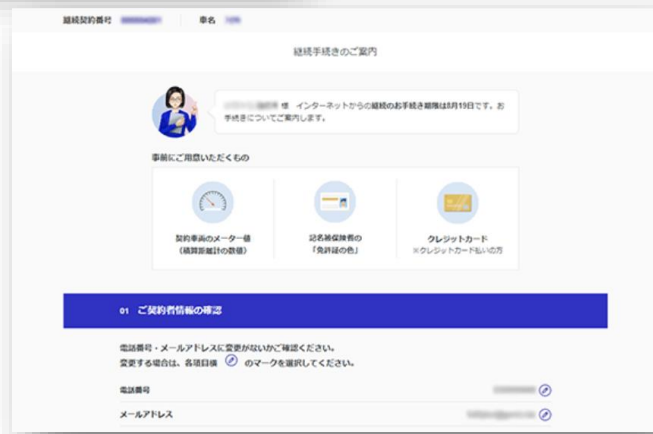 継続契約番号 車名
継続手続きのご案内
様 インターネットからの継続のお手続き期限は8月19日です。お
手続きについてご案内します。
事前にご用意いただくもの
契約車両のメーター値
(積算距離計の数値)
記名被保険者の
「免許証の色」
クレジットカード
※クレジットカード払いの方
01 ご契約者情報の確認
電話番号・メールアドレスに変更がないかご確認ください。
変更する場合は、各項目横 のマークを選択してください。
電話番号
メールアドレス